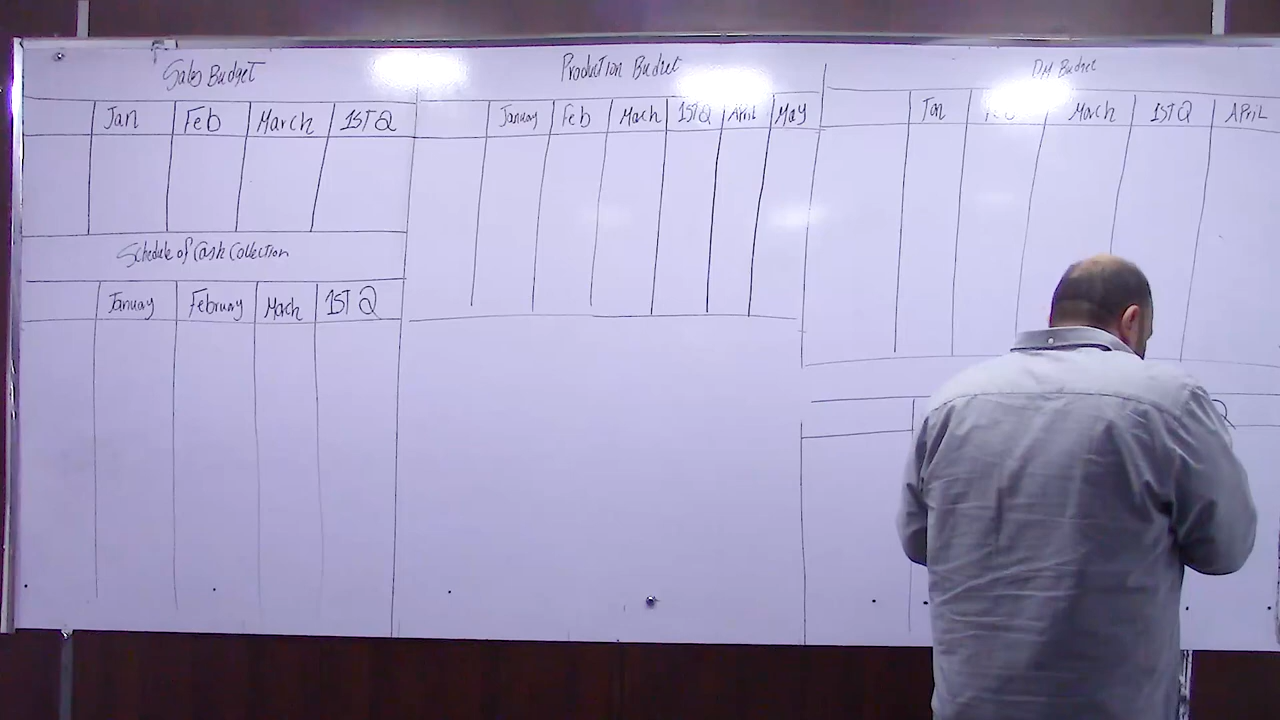 Sales Budget
Jan Feb March 1ST Q
Schedule of Cash Collection
January February March 1ST Q
Production Budget
January Feb March 1ST Q April May
DM Budget
Jan Feb March 1ST Q April
Q